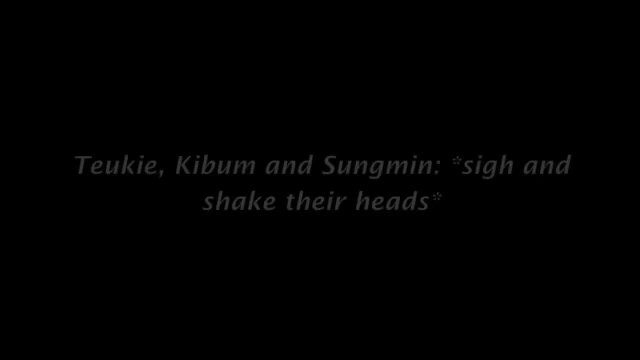 Teukie, Kibum and Sungmin: *sigh and
shake their heads*